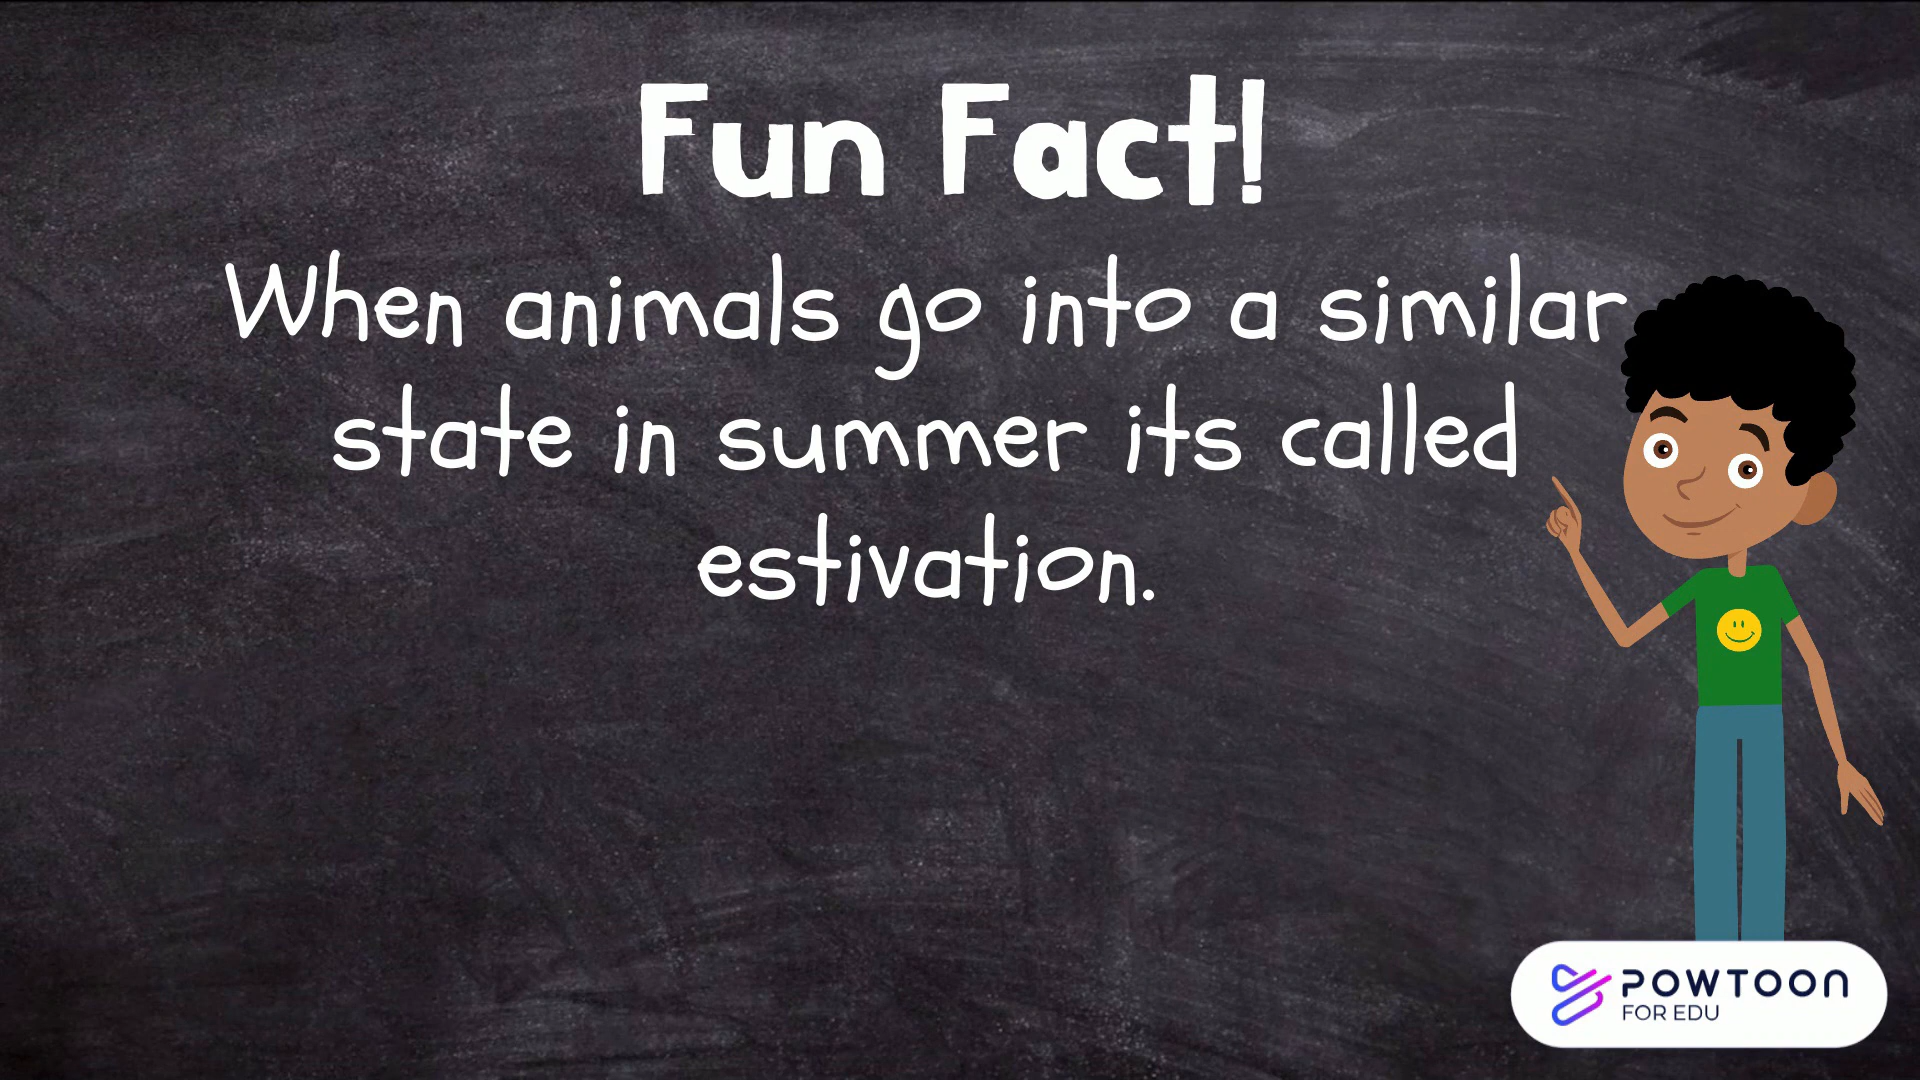 Fun Fact!
When animals go into a similar
state in summer its called
estivation.
POWTOON
FOR EDU